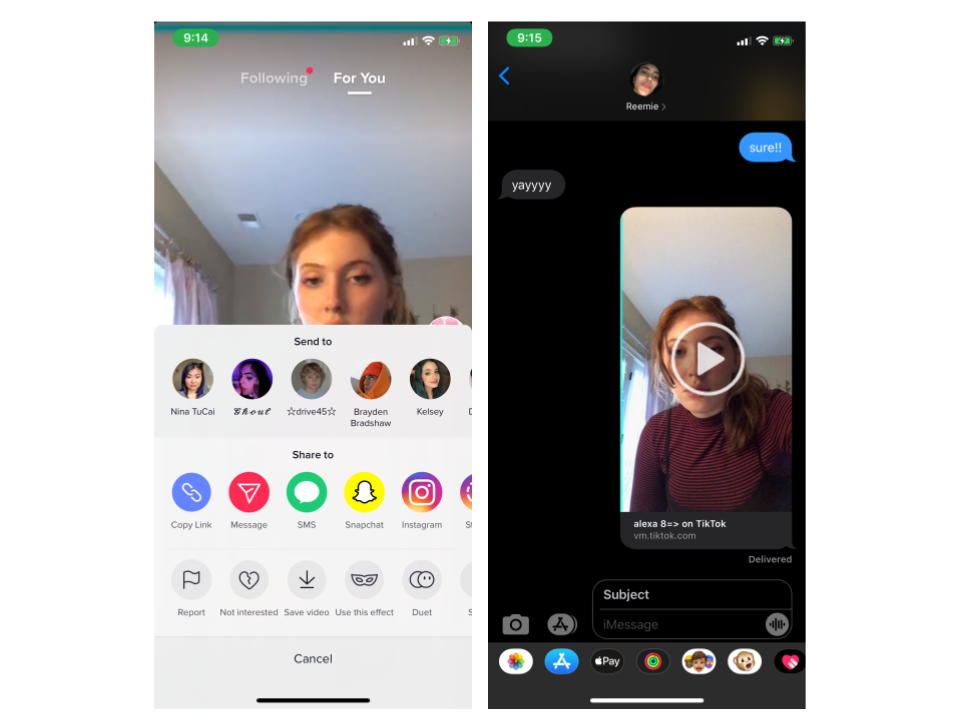 9:14
Following
For You
Send to
Nina TuCai
𝓢𝓱𝓸𝓾𝓽
☆drive45☆
Brayden
Bradshaw
Kelsey
Share to
Copy Link
Message
SMS
Snapchat
Instagram
Report
Not interested
Save video
Use this effect
Duet
Cancel
9:15
Reemie
sure!!
yayyyy
alexa 8=> on TikTok
vm.tiktok.com
Delivered
Subject
iMessage
Pay